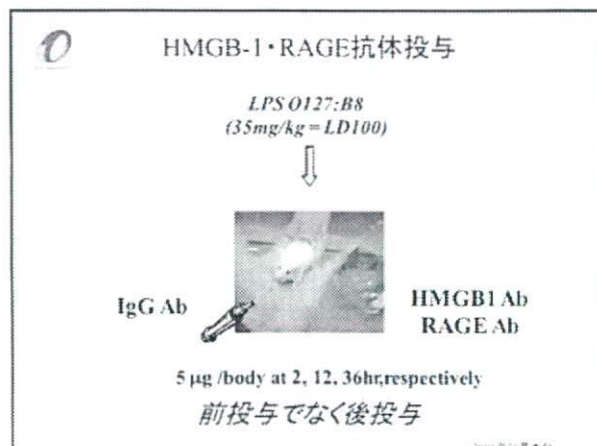 HMGB-1・RAGE抗体投与
LPS O127:B8
(35mg/kg = LD100)
IgG Ab
HMGB1 Ab
RAGE Ab
5 μg /body at 2, 12, 36hr,respectively
前投与でなく後投与